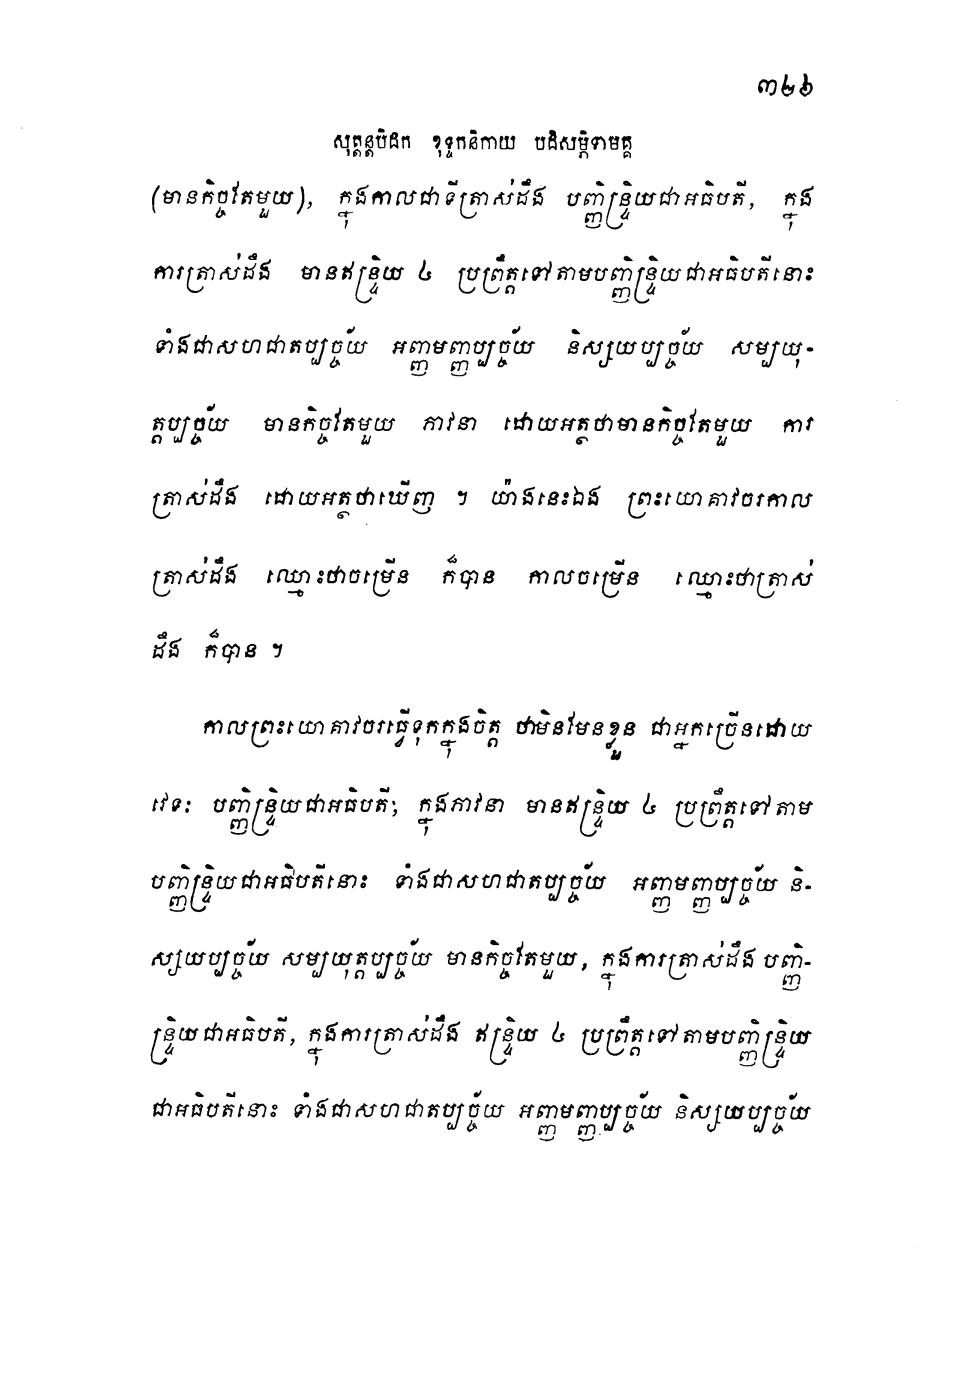 ៣២៦
សុត្តន្តបិដក ខុទ្ទកនិកាយ បដិសម្ភិទាមគ្គ
(មានកិច្ចតែមួយ), ក្នុងកាលជាទីត្រាស់ដឹង បញ្ញិន្ទ្រិយជាអធិបតី, ក្នុង
ការត្រាស់ដឹង មានឥន្ទ្រិយ ៤ ប្រព្រឹត្តទៅតាមបញ្ញិន្ទ្រិយជាអធិបតីនោះ
ទាំងជាសហជាតប្បច្ច័យ អញ្ញមញ្ញប្បច្ច័យ និស្សយប្បច្ច័យ សម្បយុ-
ត្តប្បច្ច័យ មានកិច្ចតែមួយ ភាវនា ដោយអត្ថថាមានកិច្ចតែមួយ ការ
ត្រាស់ដឹង ដោយអត្ថថាឃើញ ។ យ៉ាងនេះឯង ព្រះយោគាវចរកាល
ត្រាស់ដឹង ឈ្មោះថាចម្រើន ក៏បាន កាលចម្រើន ឈ្មោះថាត្រាស់
ដឹង ក៏បាន ។
កាលព្រះយោគាវចរធ្វើទុកក្នុងចិត្ត ថាមិនមែនខ្លួន ជាអ្នកច្រើនដោយ
វេទៈ បញ្ញិន្ទ្រិយជាអធិបតី; ក្នុងភាវនា មានឥន្ទ្រិយ ៤ ប្រព្រឹត្តទៅតាម
បញ្ញិន្ទ្រិយជាអធិបតីនោះ ទាំងជាសហជាតប្បច្ច័យ អញ្ញមញ្ញប្បច្ច័យ និ-
ស្សយប្បច្ច័យ សម្បយុត្តប្បច្ច័យ មានកិច្ចតែមួយ, ក្នុងការត្រាស់ដឹង បញ្ញិ-
ន្ទ្រិយជាអធិបតី, ក្នុងការត្រាស់ដឹង ឥន្ទ្រិយ ៤ ប្រព្រឹត្តទៅតាមបញ្ញិន្ទ្រិយ
ជាអធិបតីនោះ ទាំងជាសហជាតប្បច្ច័យ អញ្ញមញ្ញប្បច្ច័យ និស្សយប្បច្ច័យ